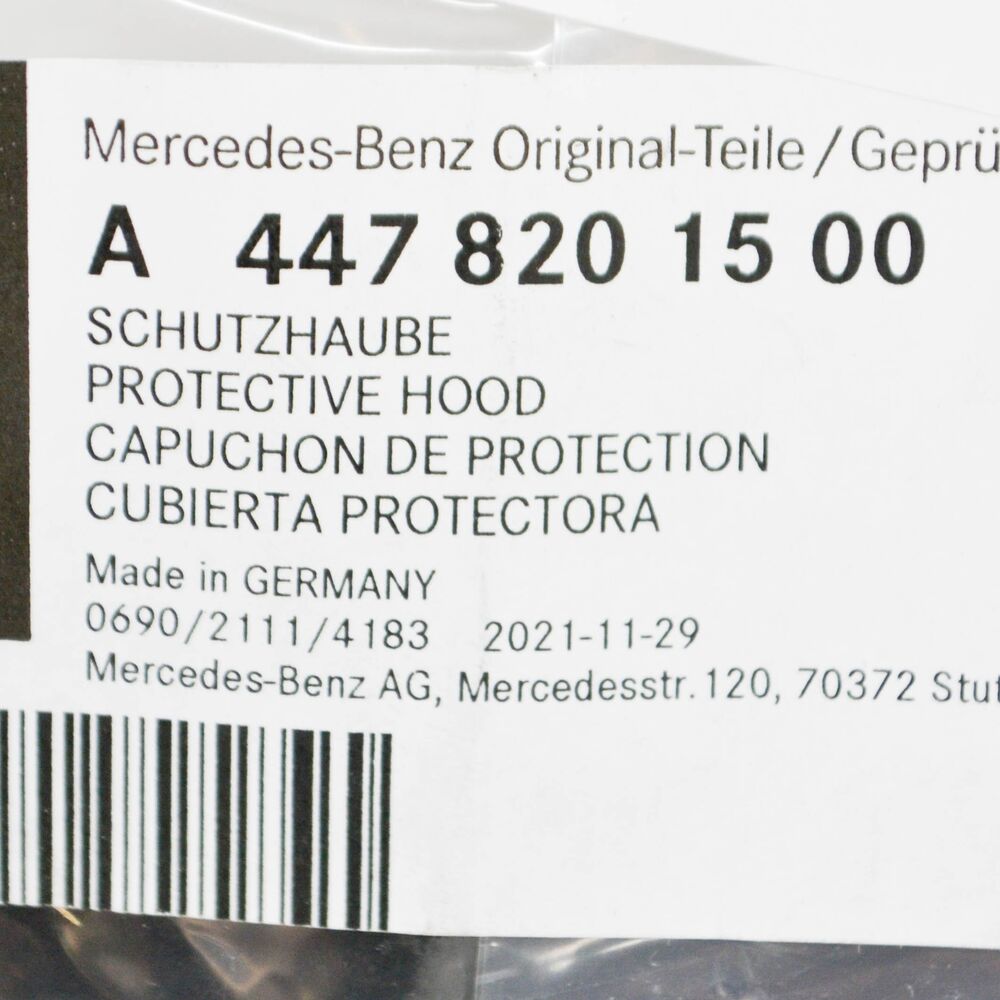 Mercedes-Benz Original-Teile/Geprü
A 447 820 15 00
SCHUTZHAUBE
PROTECTIVE HOOD
CAPUCHON DE PROTECTION
CUBIERTA PROTECTORA
Made in GERMANY
0690/2111/4183 2021-11-29
Mercedes-Benz AG, Mercedesstr. 120, 70372 Stut